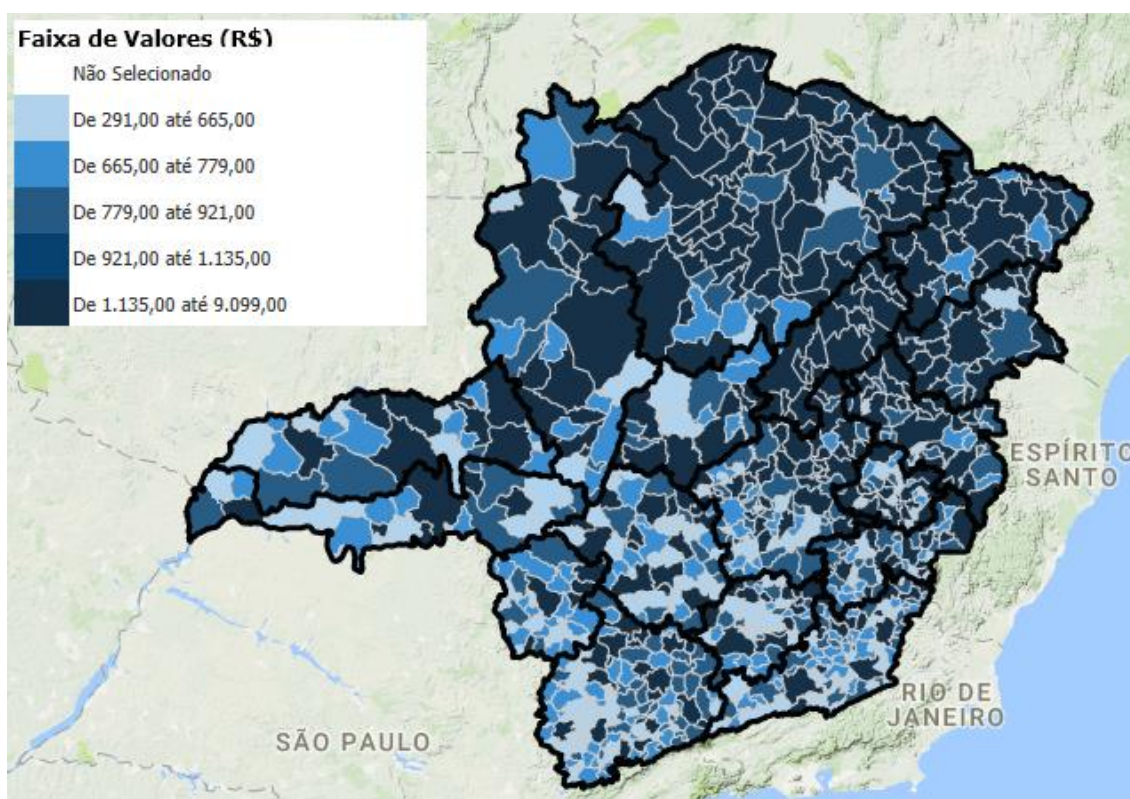 Faixa de Valores (R$)
Não Selecionado
De 291,00 até 665,00
De 665,00 até 779,00
De 779,00 até 921,00
De 921,00 até 1.135,00
De 1.135,00 até 9.099,00
ESPÍRITO
SANTO
RIO DE
JANEIRO
SÃO PAULO